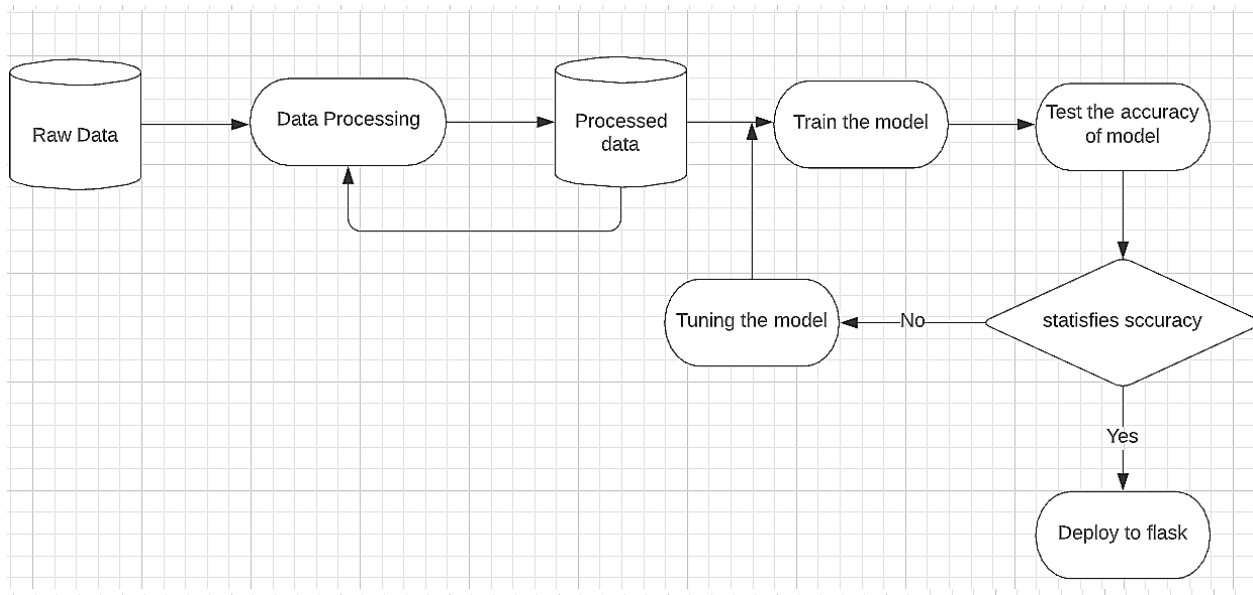 Raw Data
Data Processing
Processed
data
Train the model
Test the accuracy
of model
Tuning the model
No
statisfies sccuracy
Yes
Deploy to flask